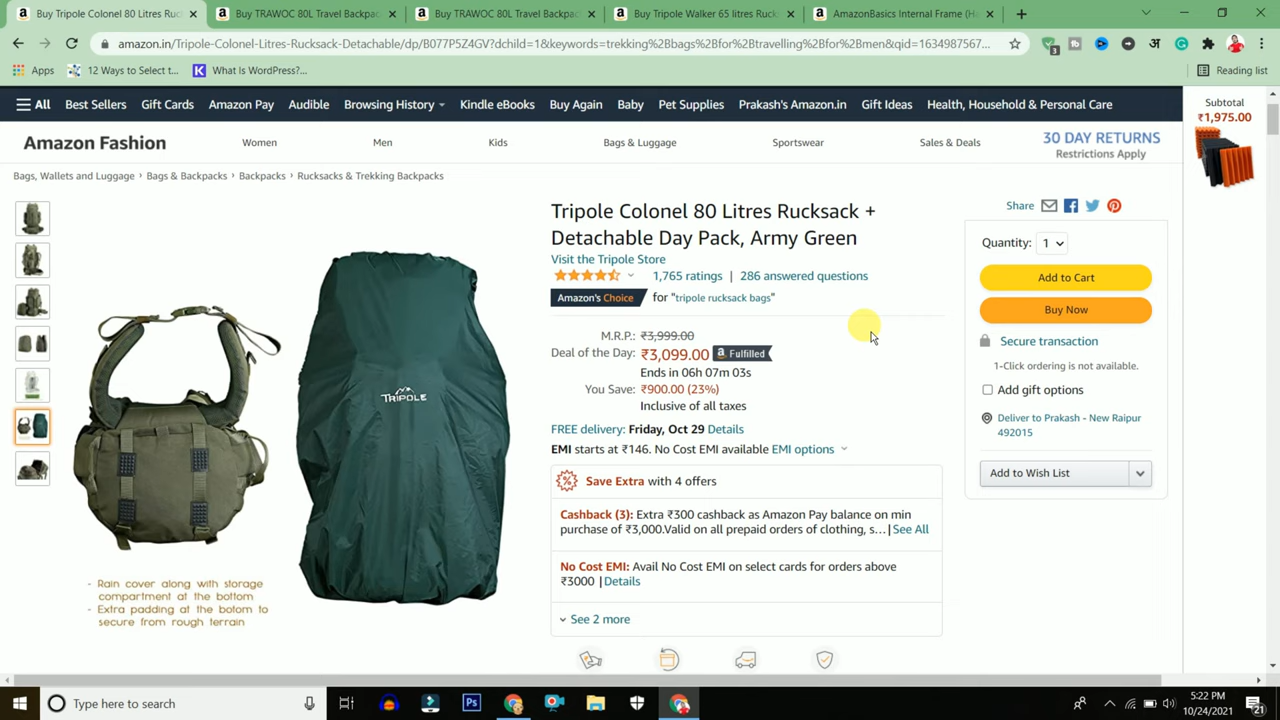 Buy Tripole Colonel 80 Litres Ruc
Buy TRAWOC 80L Travel Backpac
Buy TRAWOC 80L Travel Backpac
Buy Tripole Walker 65 litres Ruck
AmazonBasics Internal Frame (H
amazon.in/Tripole-Colonel-Litres-Rucksack-Detachable/dp/B077P5Z4GV?dchild=1&keywords=trekking%2Bbags%2Bfor%2Btravelling%2Bfor%2Bmen&qid=1634987567...
अ
3
Apps
12 Ways to Select t...
What Is WordPress?...
Reading list
All
Best Sellers
Gift Cards
Amazon Pay
Audible
Browsing History
Kindle eBooks
Buy Again
Baby
Pet Supplies
Prakash's Amazon.in
Gift Ideas
Health, Household & Personal Care
Subtotal
₹1,975.00
Amazon Fashion
Women
Men
Kids
Bags & Luggage
Sportswear
Sales & Deals
30 DAY RETURNS
Restrictions Apply
Bags, Wallets and Luggage › Bags & Backpacks › Backpacks › Rucksacks & Trekking Backpacks
TRIPOLE
- Rain cover along with storage
compartment at the bottom
- Extra padding at the botom to
secure from rough terrain
Tripole Colonel 80 Litres Rucksack +
Detachable Day Pack, Army Green
Visit the Tripole Store
1,765 ratings | 286 answered questions
Amazon's Choice for "tripole rucksack bags"
M.R.P.: ₹3,999.00
Deal of the Day: ₹3,099.00 a Fulfilled
Ends in 06h 07m 03s
You Save: ₹900.00 (23%)
Inclusive of all taxes
FREE delivery: Friday, Oct 29 Details
EMI starts at ₹146. No Cost EMI available EMI options
Save Extra with 4 offers
Cashback (3): Extra ₹300 cashback as Amazon Pay balance on min
purchase of ₹3,000.Valid on all prepaid orders of clothing, s... | See All
No Cost EMI: Avail No Cost EMI on select cards for orders above
₹3000 | Details
See 2 more
Share
Quantity: 1
Add to Cart
Buy Now
Secure transaction
1-Click ordering is not available.
Add gift options
Deliver to Prakash - New Raipur
492015
Add to Wish List
Type here to search
Ps
5:22 PM
10/24/2021
21